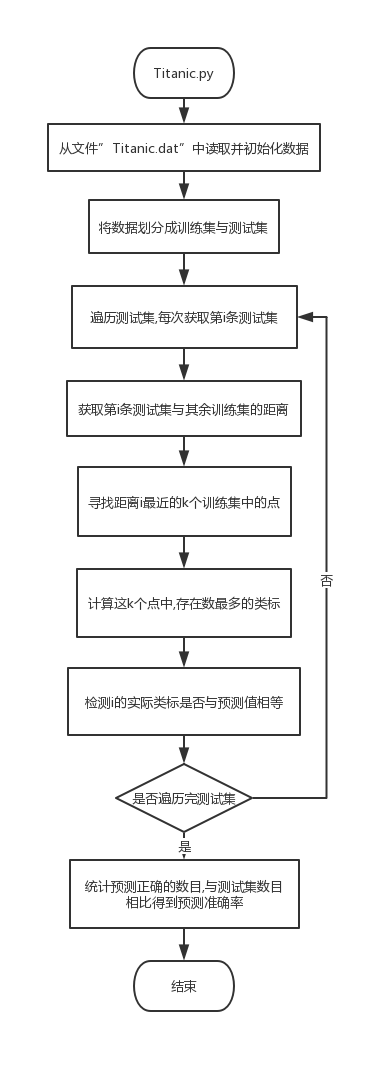 Titanic.py
从文件”Titanic.dat”中读取并初始化数据
将数据划分成训练集与测试集
遍历测试集,每次获取第i条测试集
获取第i条测试集与其余训练集的距离
寻找距离i最近的k个训练集中的点
计算这k个点中,存在数最多的类标
否
检测i的实际类标是否与预测值相等
是否遍历完测试集
是
统计预测正确的数目,与测试集数目
相比得到预测准确率
结束